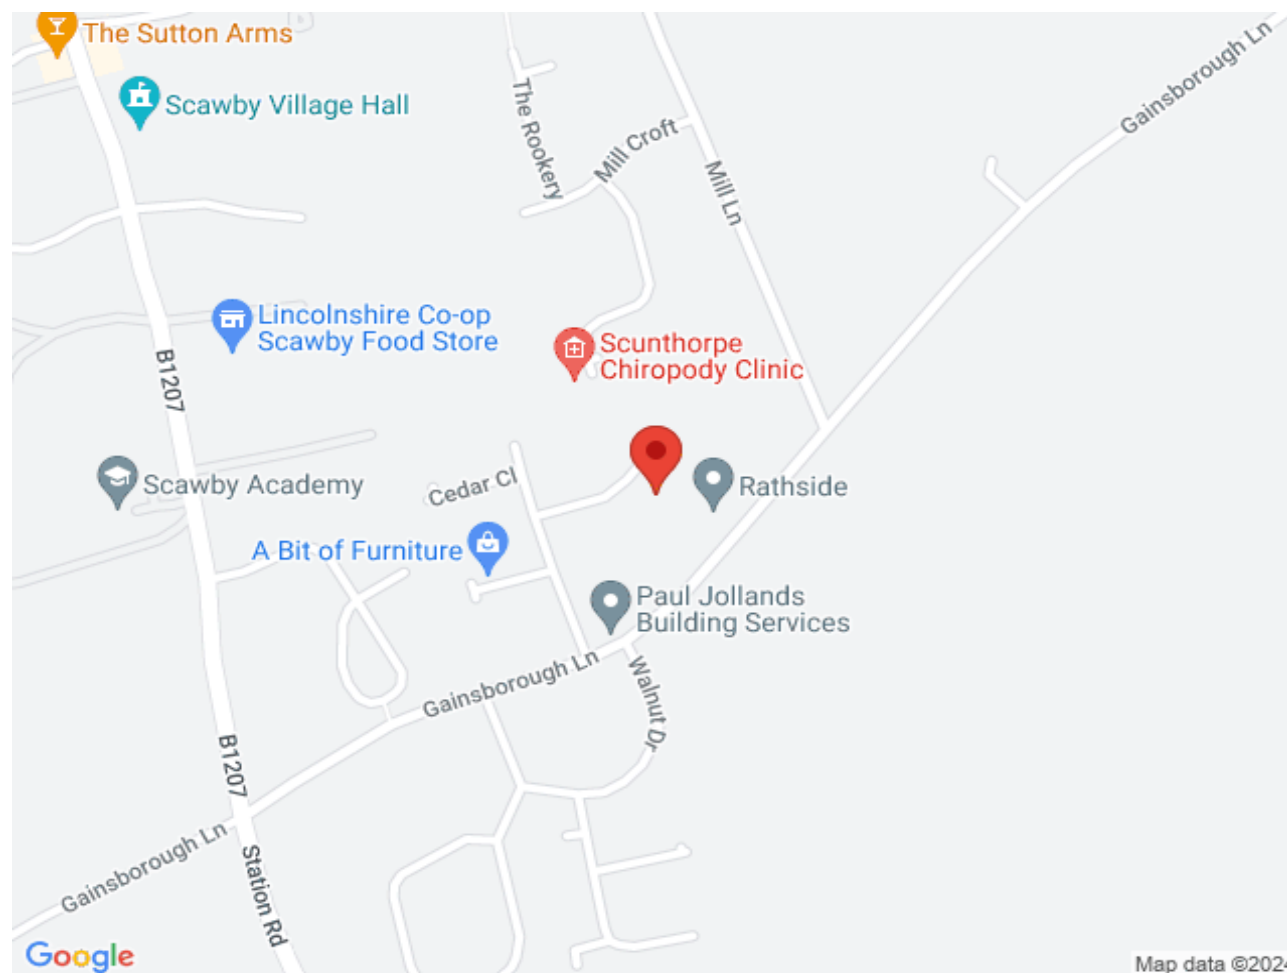 The Sutton Arms
Scawby Village Hall
The Rookery
Mill Croft
Mill Ln
Gainsborough Ln
Lincolnshire Co-op
Scawby Food Store
Scunthorpe
Chiropody Clinic
B1207
Scawby Academy
Cedar Cl
Rathside
A Bit of Furniture
Paul Jollands
Building Services
Gainsborough Ln
Walnut Dr
B1207
Gainsborough Ln
Station Rd
Google
Map data ©2024